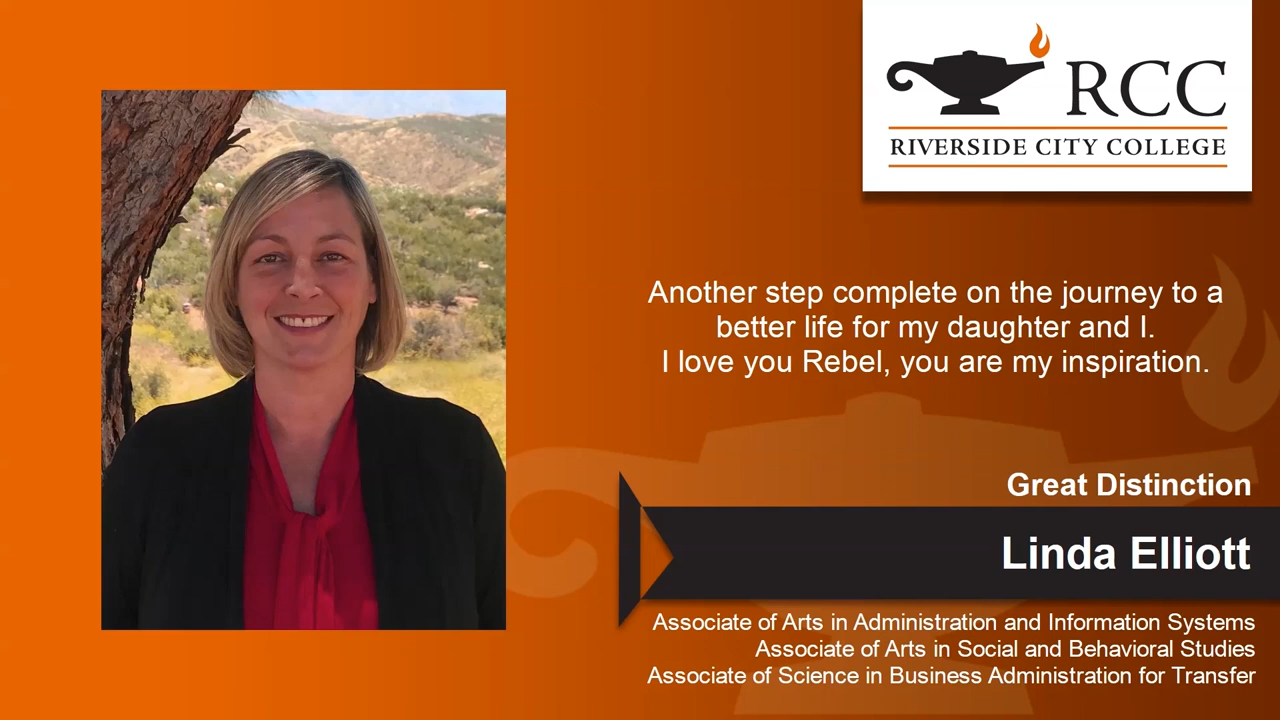 RCC
RIVERSIDE CITY COLLEGE
Another step complete on the journey to a
better life for my daughter and I.
I love you Rebel, you are my inspiration.
Great Distinction
Linda Elliott
Associate of Arts in Administration and Information Systems
Associate of Arts in Social and Behavioral Studies
Associate of Science in Business Administration for Transfer